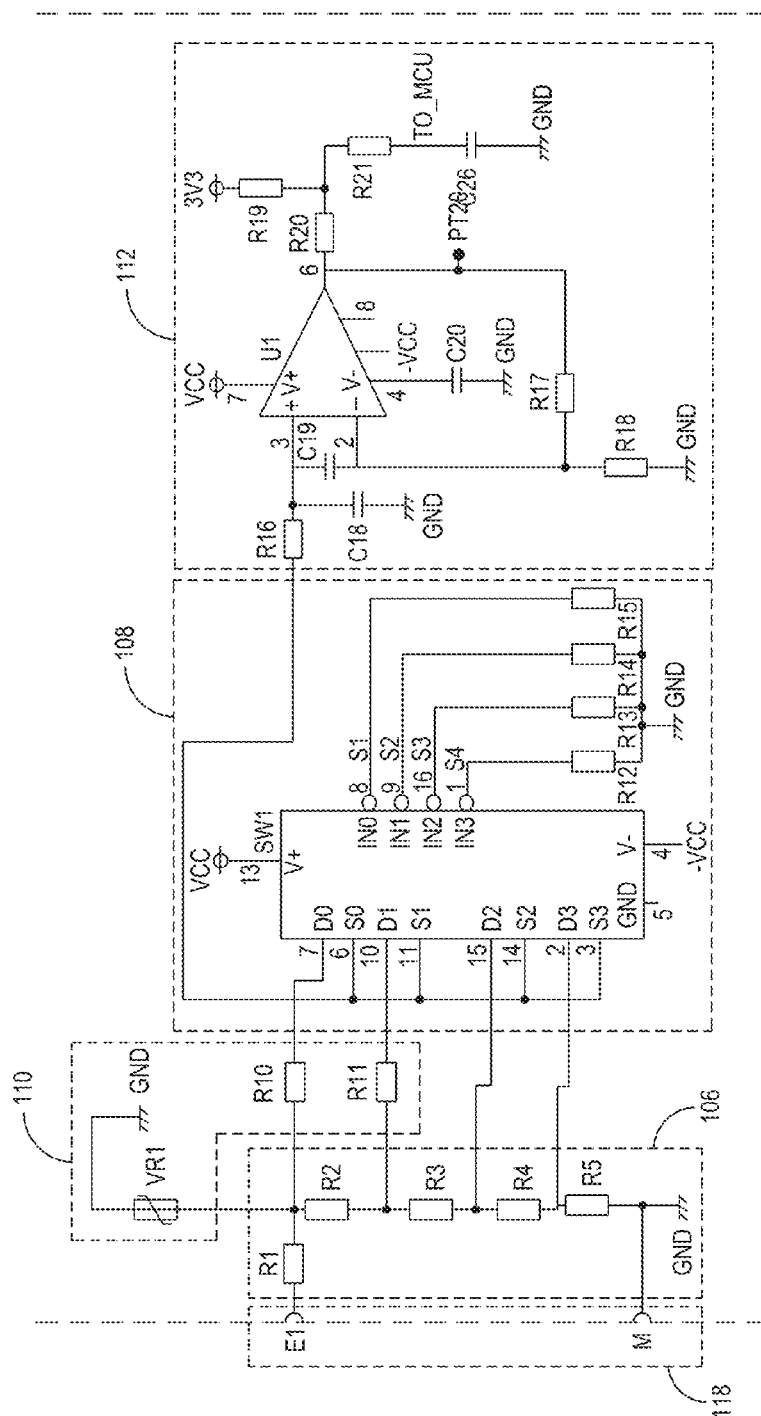 112
3V3
R19
R21
TO_MCU
C26
GND
R20
6
PT26
VCC
7
U1
V+
+
V-
-
8
-VCC
C20
4
GND
R17
3
C19
2
R18
GND
R16
C18
GND
108
VCC
13
SW1
V+
IN0
8
S1
IN1
9
S2
IN2
16
S3
IN3
1
S4
R15
R14
R13
R12
GND
D0
7
S0
6
D1
10
S1
11
D2
15
S2
14
D3
2
S3
3
GND
5
V-
4
-VCC
110
GND
VR1
R10
R11
106
R1
R2
R3
R4
R5
GND
E1
M
118